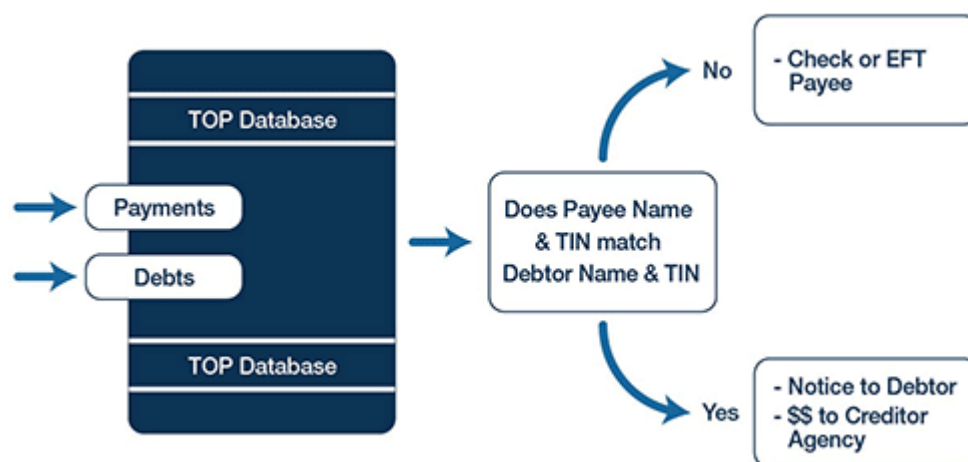 TOP Database
Payments
Debts
TOP Database
Does Payee Name
& TIN match
Debtor Name & TIN
No
- Check or EFT
Payee
Yes
- Notice to Debtor
- $$ to Creditor
Agency